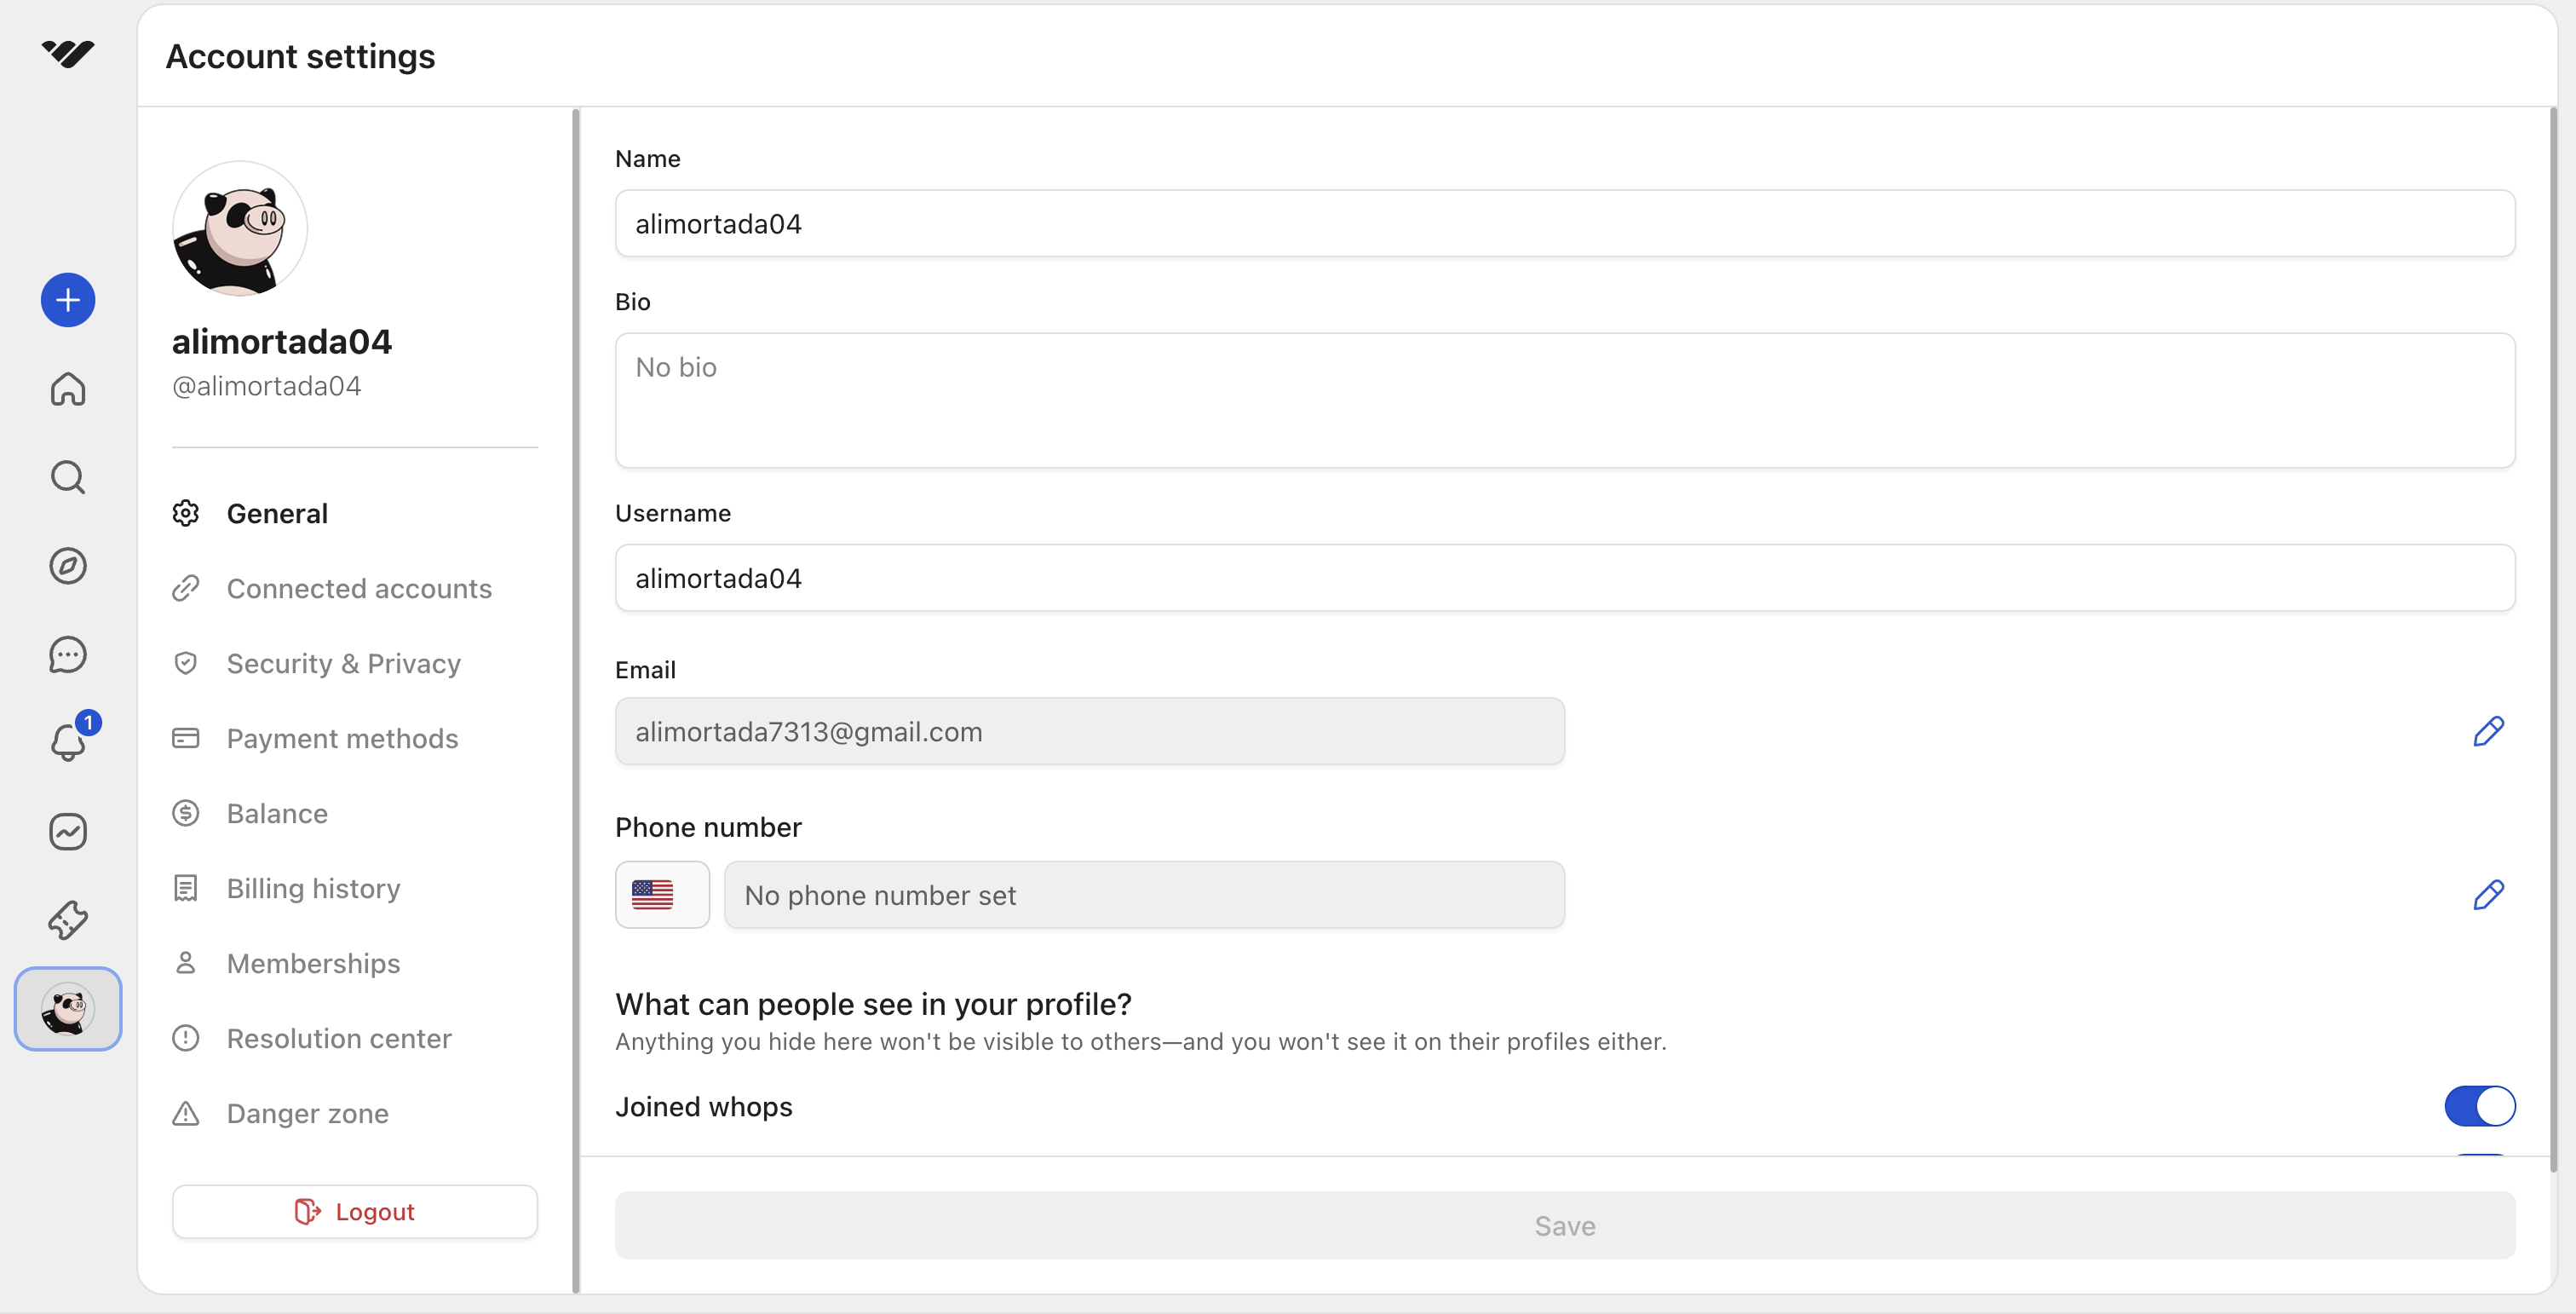 Account settings
alimortada04
@alimortada04
General
Connected accounts
Security & Privacy
1
Payment methods
Balance
Billing history
Memberships
Resolution center
Danger zone
Logout
Name
alimortada04
Bio
No bio
Username
alimortada04
Email
alimortada7313@gmail.com
Phone number
No phone number set
What can people see in your profile?
Anything you hide here won't be visible to others—and you won't see it on their profiles either.
Joined whops
Save